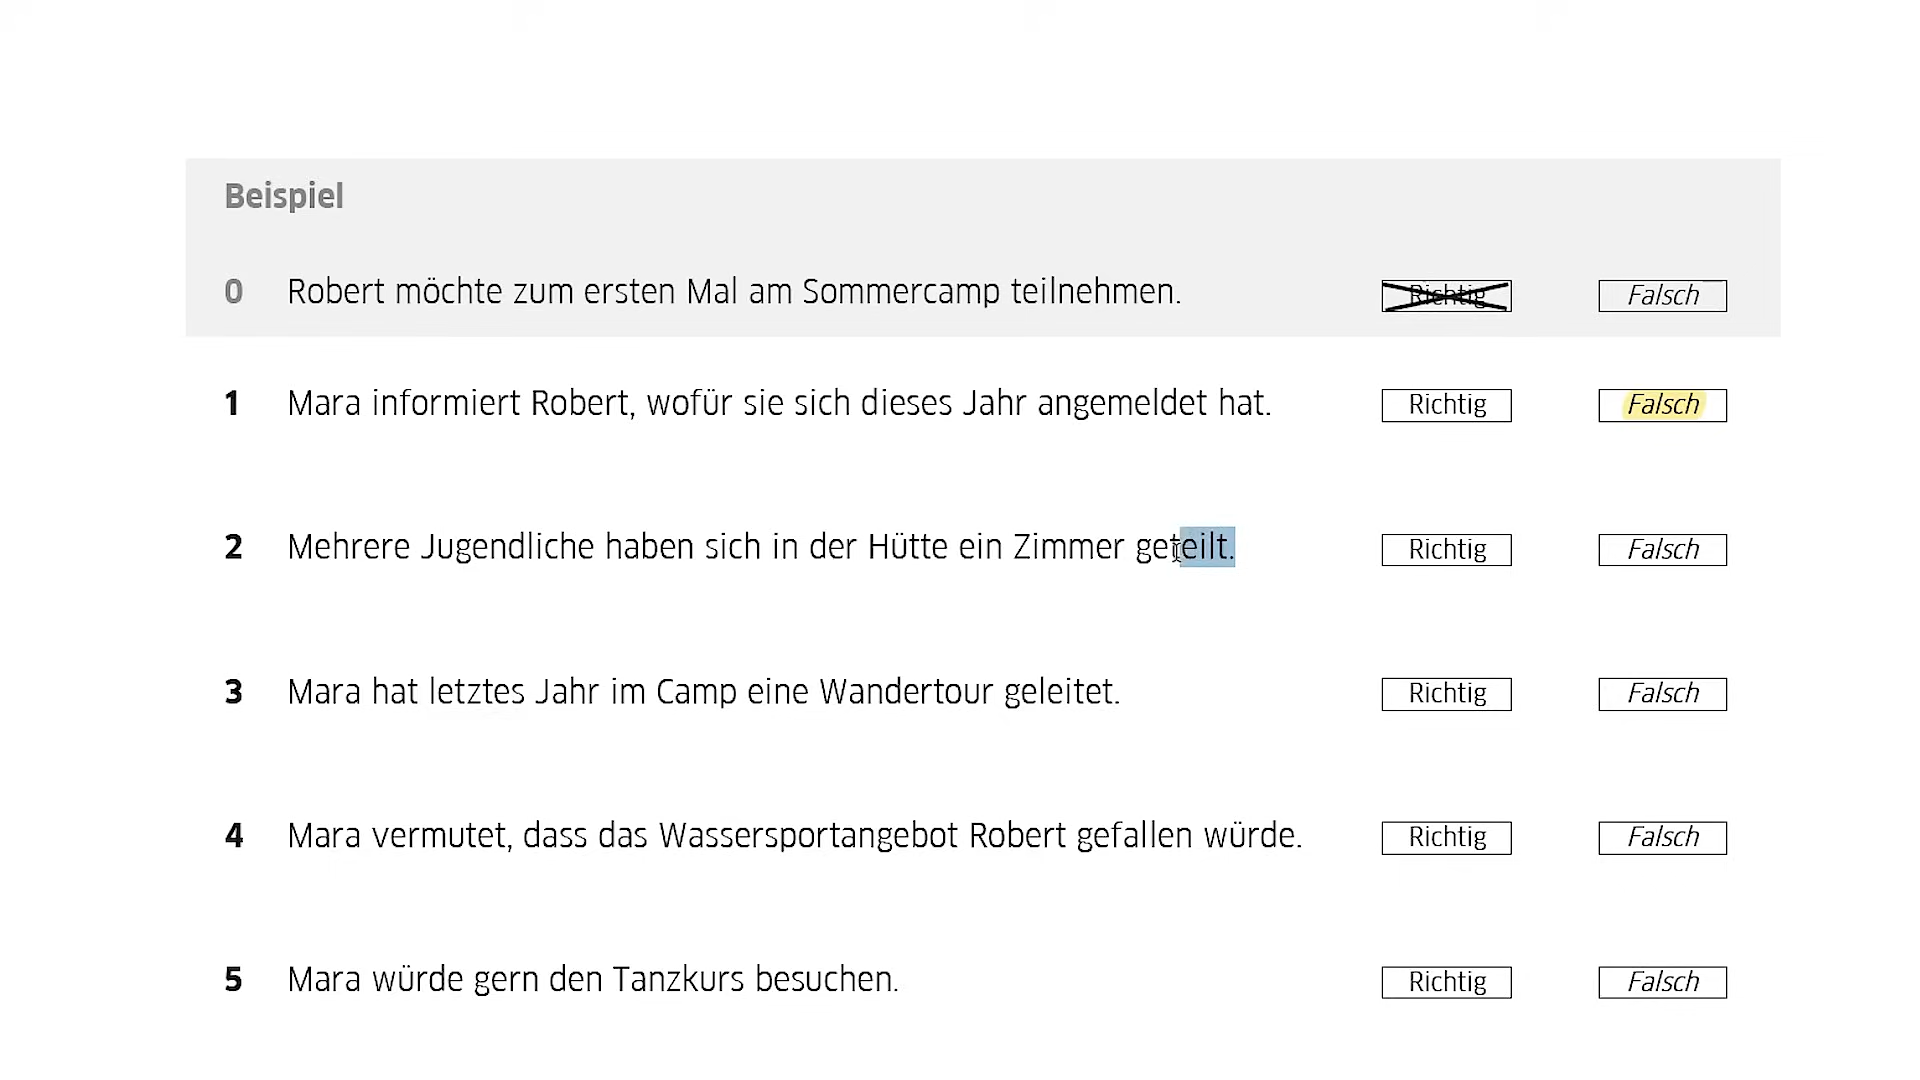 Beispiel
0 Robert möchte zum ersten Mal am Sommercamp teilnehmen. Richtig Falsch
1 Mara informiert Robert, wofür sie sich dieses Jahr angemeldet hat. Richtig Falsch
2 Mehrere Jugendliche haben sich in der Hütte ein Zimmer geteilt. Richtig Falsch
3 Mara hat letztes Jahr im Camp eine Wandertour geleitet. Richtig Falsch
4 Mara vermutet, dass das Wassersportangebot Robert gefallen würde. Richtig Falsch
5 Mara würde gern den Tanzkurs besuchen. Richtig Falsch